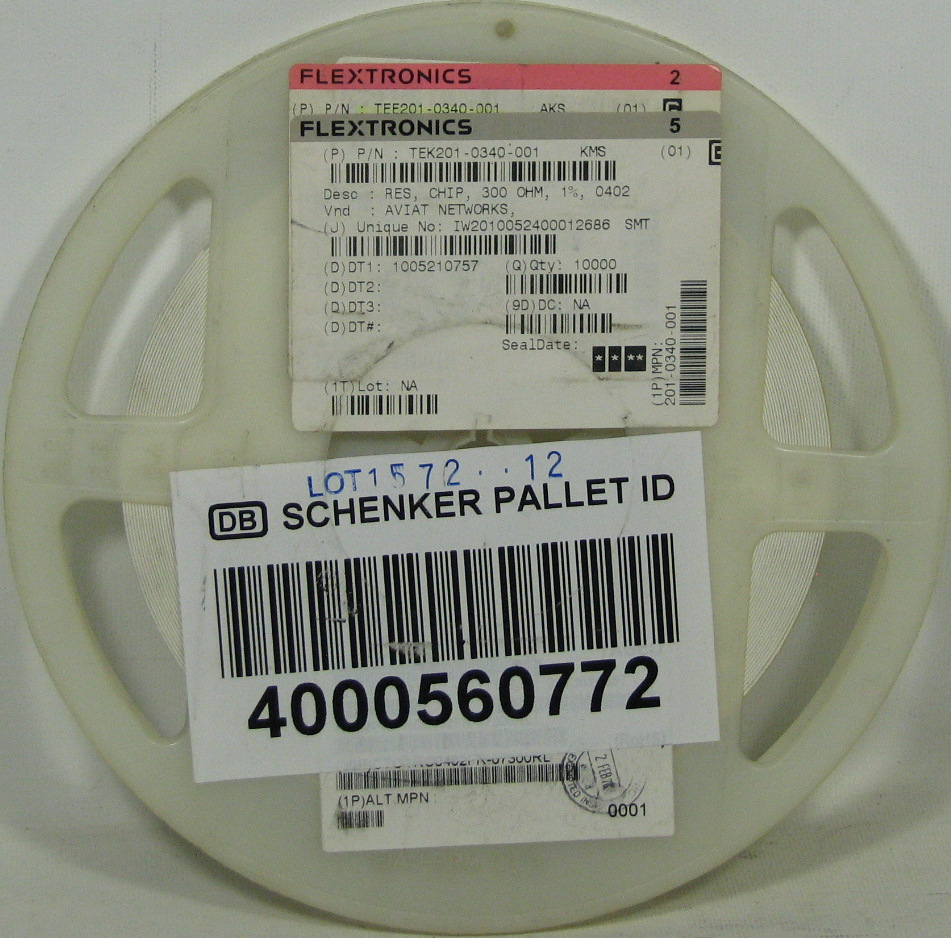 FLEXTRONICS 2
(P) P/N : TEE201-0340-001 AKS (01) E
FLEXTRONICS 5
(P) P/N : TEK201-0340-001 KMS (01) E
Desc : RES, CHIP, 300 OHM, 1%, 0402
Vnd : AVIAT NETWORKS,
(J) Unique No: IW2010052400012686 SMT
(D)DT1: 1005210757 (Q)Qty: 10000
(D)DT2:
(D)DT3: (9D)DC: NA
(D)DT#:
SealDate: * * **
(1T)Lot: NA
(1P)MPN:
201-0340-001
LOT1572··12
DB SCHENKER PALLET ID
4000560772
(RoHS)
(1P)ALT.MPN
2 FEB
0001